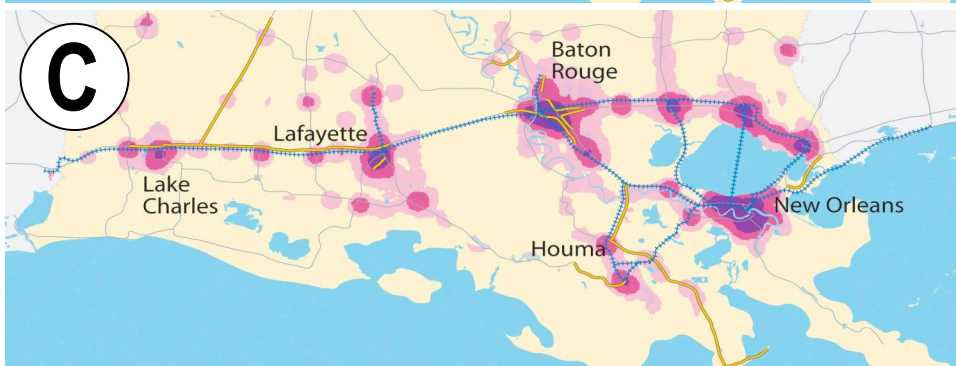 C
Baton
Rouge
Lafayette
Lake
Charles
New Orleans
Houma